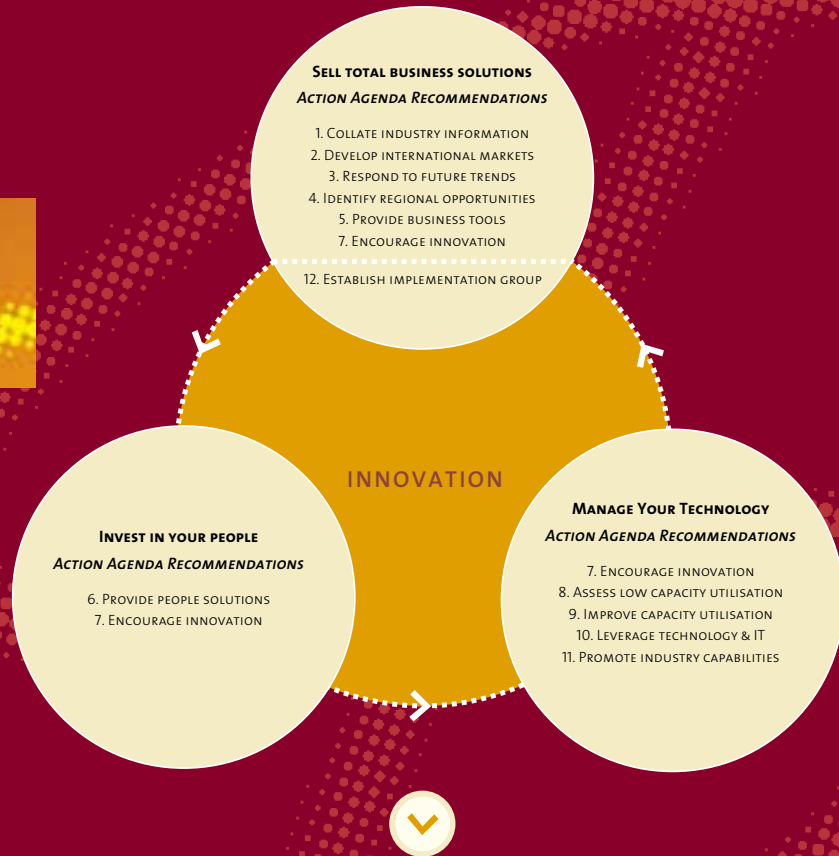 Sell total business solutions
Action Agenda Recommendations
1. Collate industry information
2. Develop international markets
3. Respond to future trends
4. Identify regional opportunities
5. Provide business tools
7. Encourage innovation
12. Establish implementation group
INNOVATION
Invest in your people
Action Agenda Recommendations
6. Provide people solutions
7. Encourage innovation
Manage Your Technology
Action Agenda Recommendations
7. Encourage innovation
8. Assess low capacity utilisation
9. Improve capacity utilisation
10. Leverage technology & IT
11. Promote industry capabilities